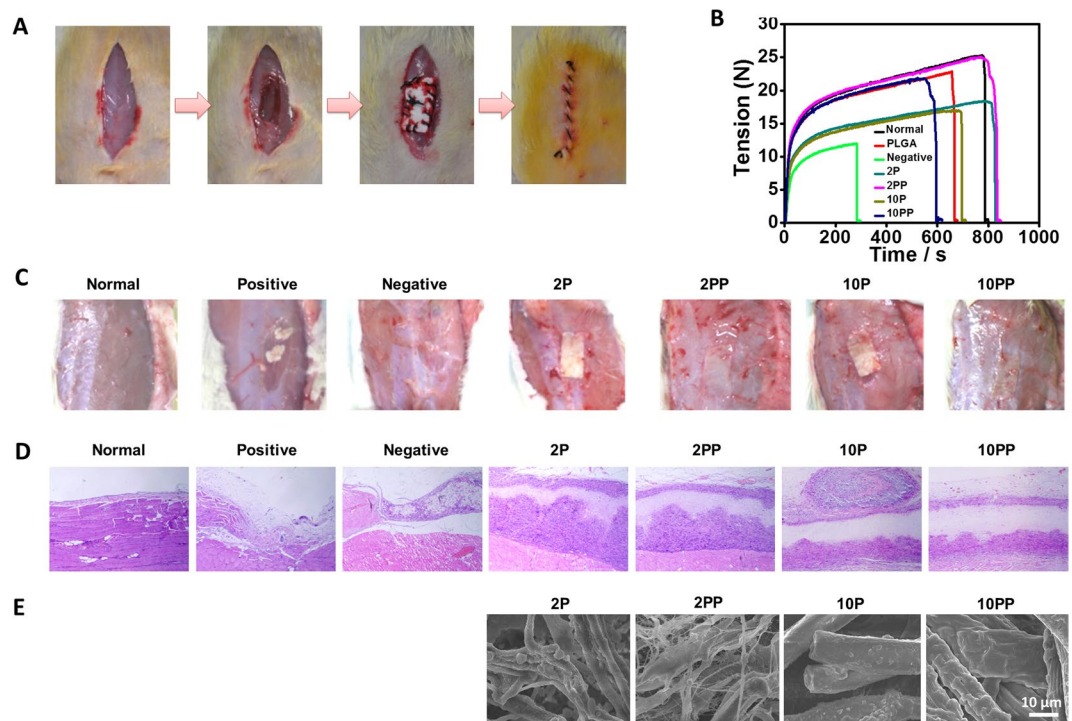 A
B
30
25
20
15
10
5
0
Tension (N)
Normal
PLGA
Negative
2P
2PP
10P
10PP
0 200 400 600 800 1000
Time / s
C
Normal Positive Negative 2P 2PP 10P 10PP
D
Normal Positive Negative 2P 2PP 10P 10PP
E
2P 2PP 10P 10PP
10 μm